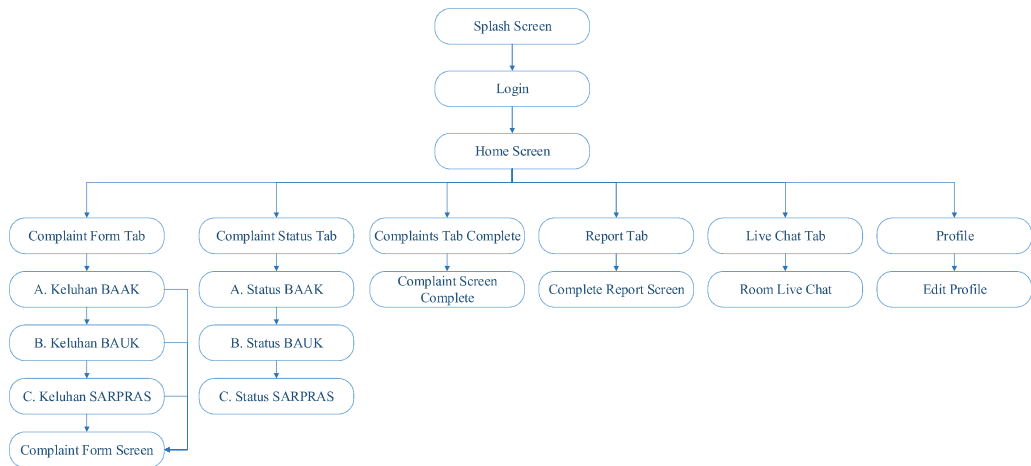 Splash Screen
Login
Home Screen
Complaint Form Tab
Complaint Status Tab
Complaints Tab Complete
Report Tab
Live Chat Tab
Profile
A. Keluhan BAAK
A. Status BAAK
Complaint Screen
Complete
Complete Report Screen
Room Live Chat
Edit Profile
B. Keluhan BAUK
B. Status BAUK
C. Keluhan SARPRAS
C. Status SARPRAS
Complaint Form Screen